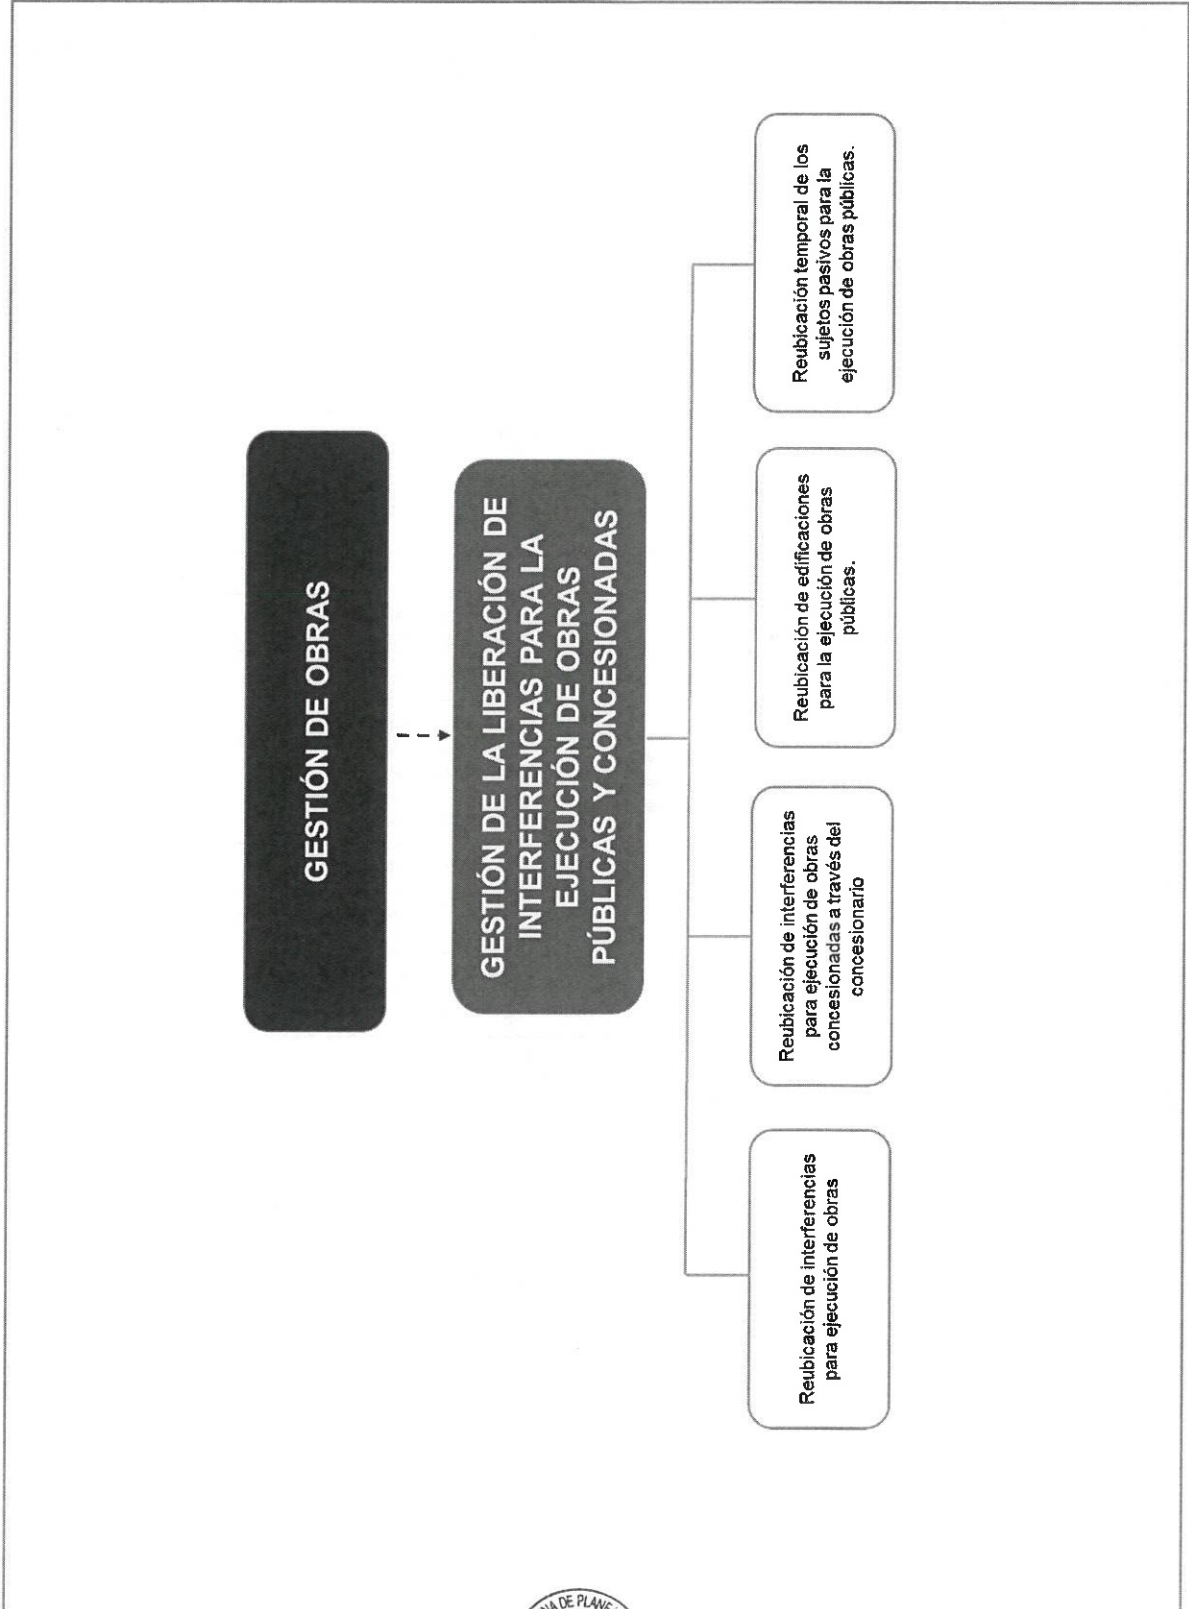 GESTIÓN DE OBRAS
GESTIÓN DE LA LIBERACIÓN DE
INTERFERENCIAS PARA LA
EJECUCIÓN DE OBRAS
PÚBLICAS Y CONCESIONADAS
Reubicación de interferencias
para ejecución de obras
Reubicación de interferencias
para ejecución de obras
concesionadas a través del
concesionario
Reubicación de edificaciones
para la ejecución de obras
públicas.
Reubicación temporal de los
sujetos pasivos para la
ejecución de obras públicas.
DE